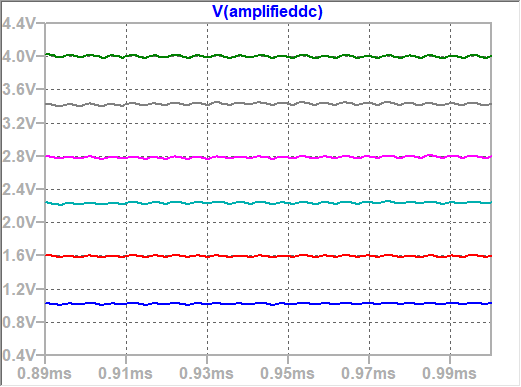 V(amplifieddc)
4.4V
4.0V
3.6V
3.2V
2.8V
2.4V
2.0V
1.6V
1.2V
0.8V
0.4V
0.89ms 0.91ms 0.93ms 0.95ms 0.97ms 0.99ms